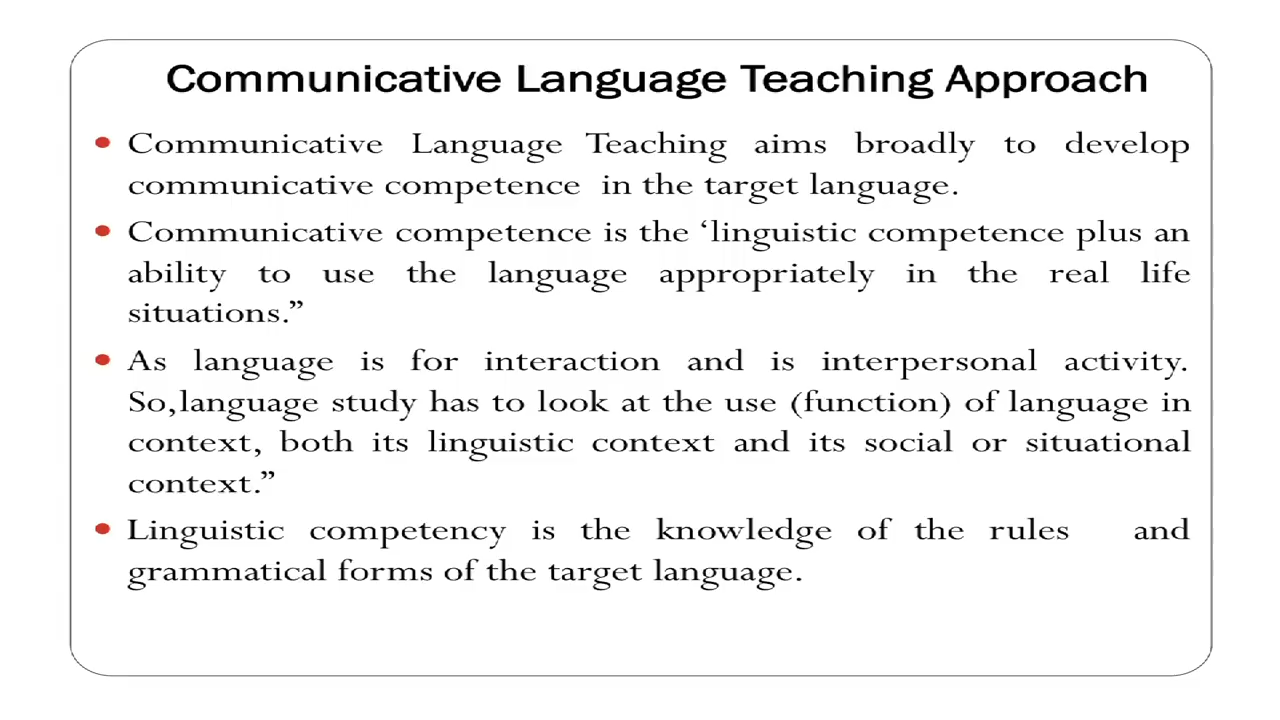 Communicative Language Teaching Approach
• Communicative Language Teaching aims broadly to develop
communicative competence in the target language.
• Communicative competence is the ‘linguistic competence plus an
ability to use the language appropriately in the real life
situations.”
• As language is for interaction and is interpersonal activity.
So,language study has to look at the use (function) of language in
context, both its linguistic context and its social or situational
context.”
• Linguistic competency is the knowledge of the rules and
grammatical forms of the target language.